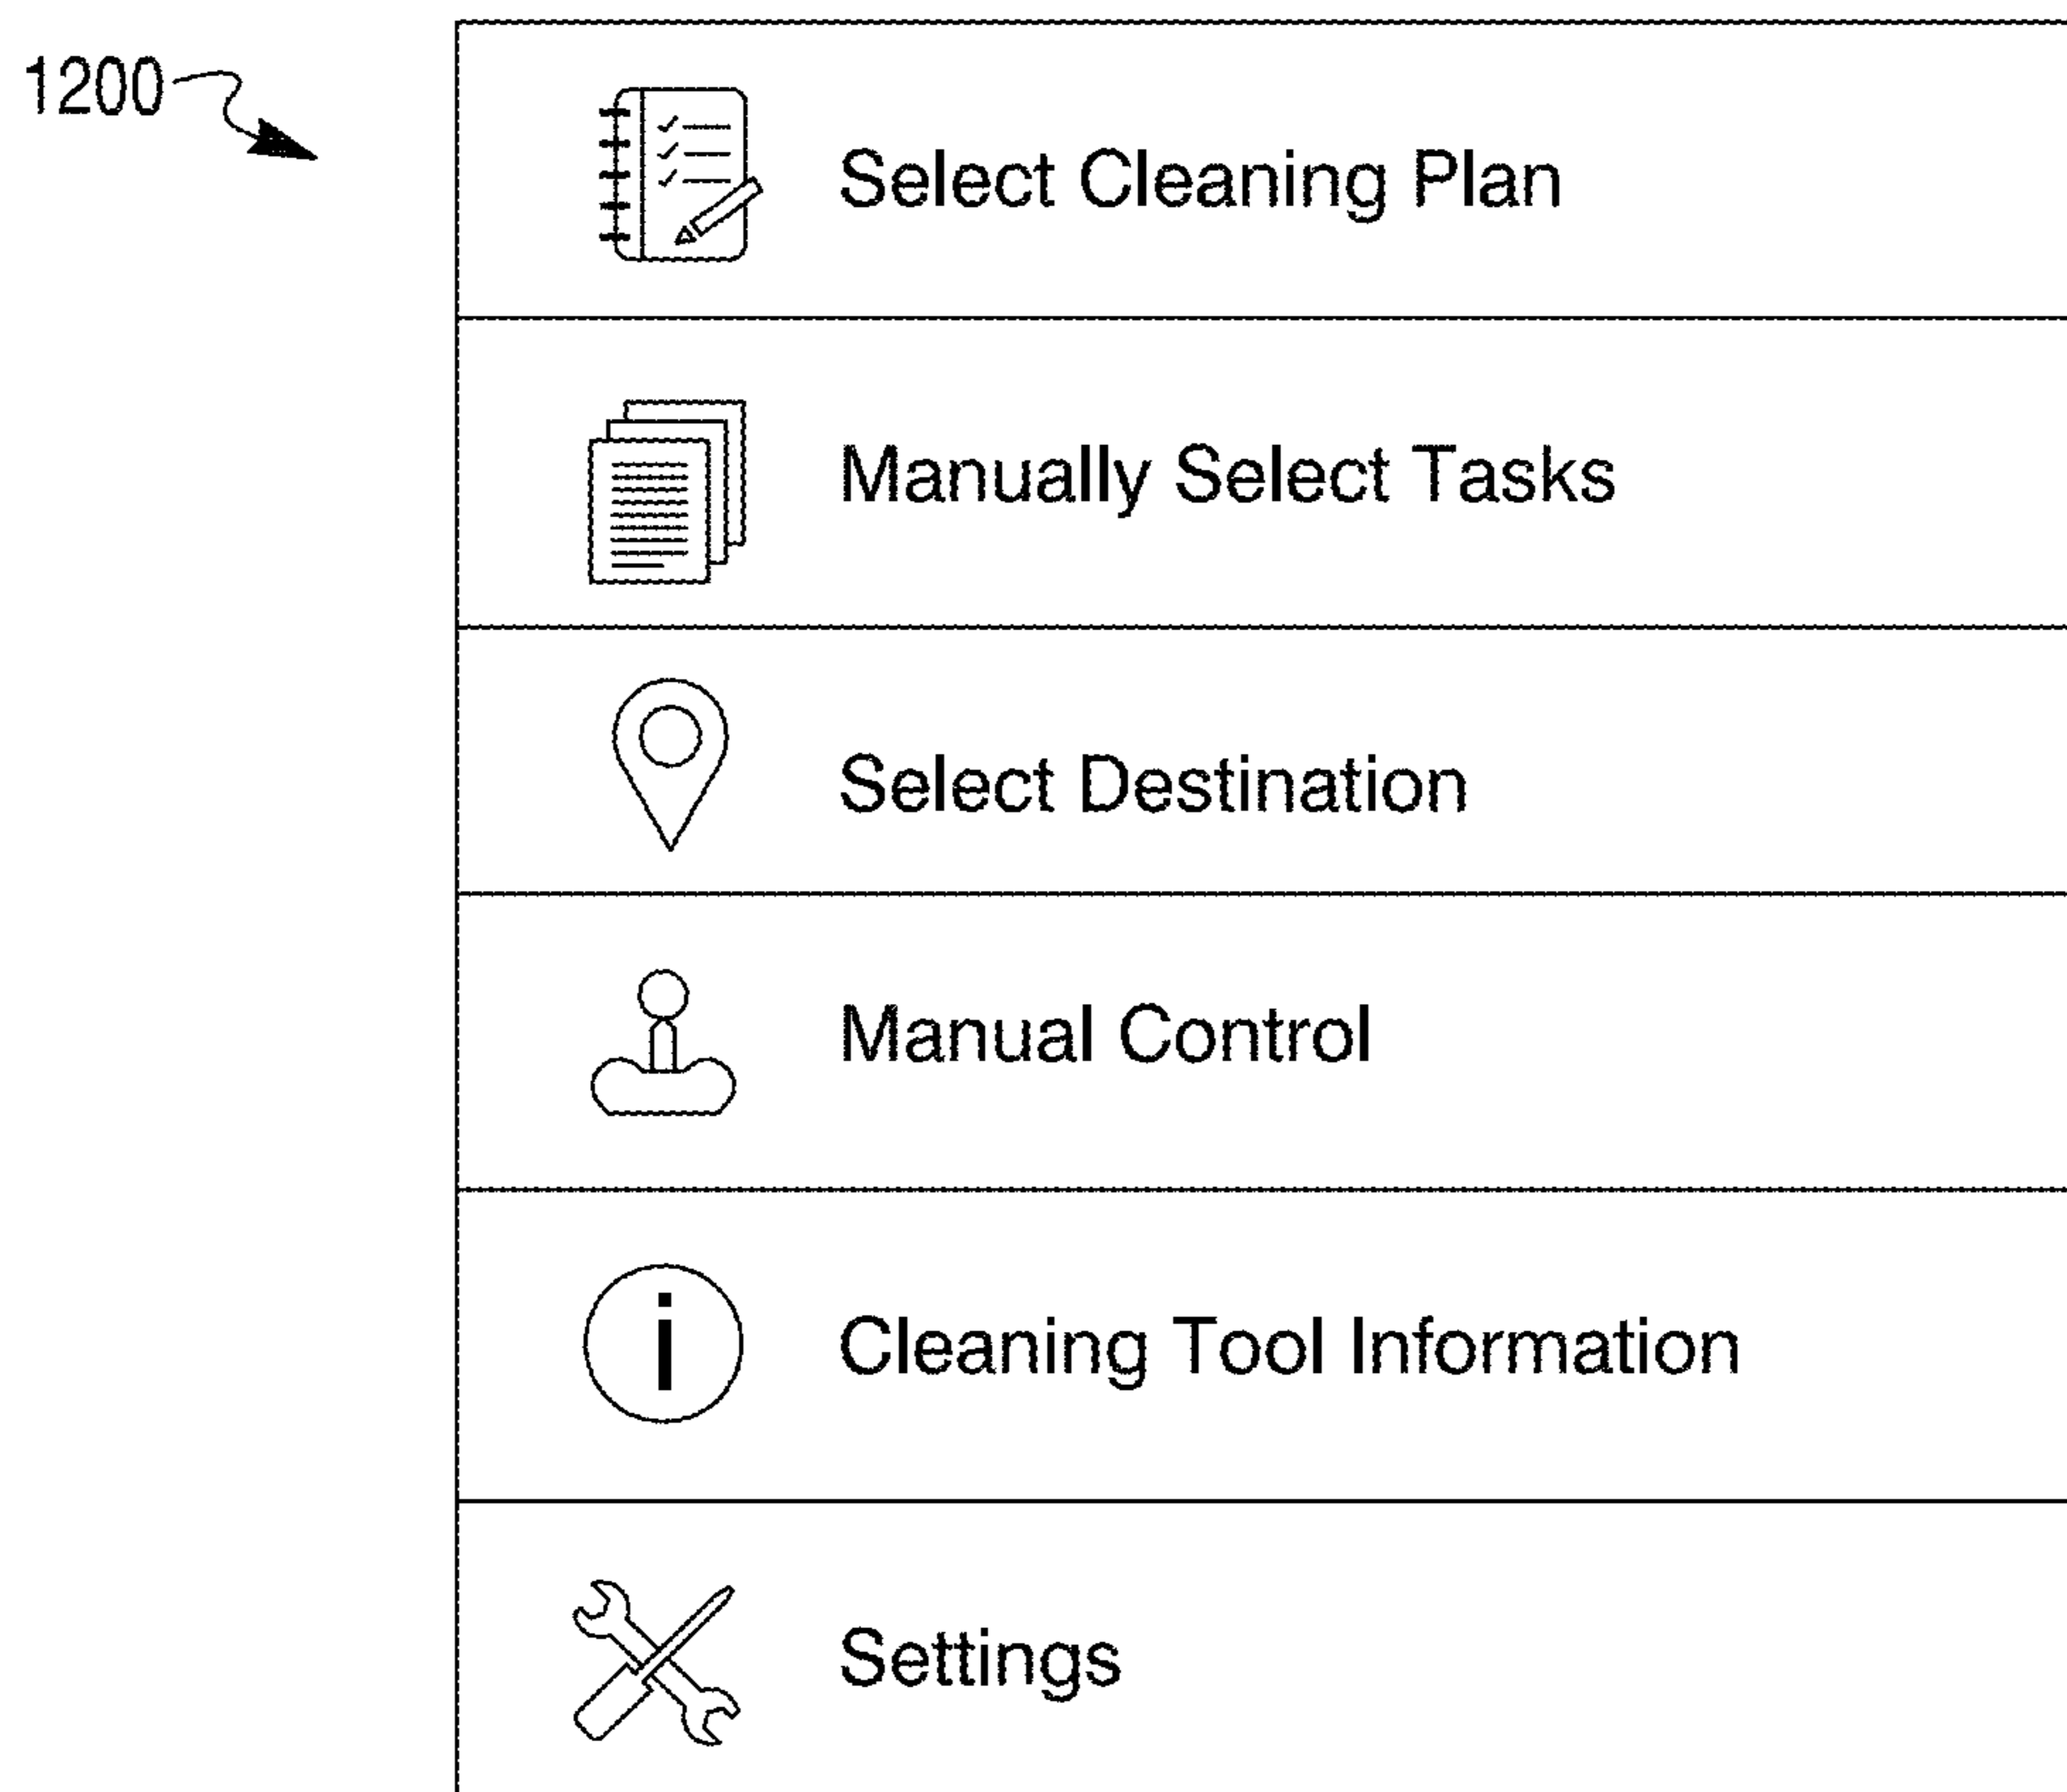 1200
Select Cleaning Plan
Manually Select Tasks
Select Destination
Manual Control
i
Cleaning Tool Information
Settings